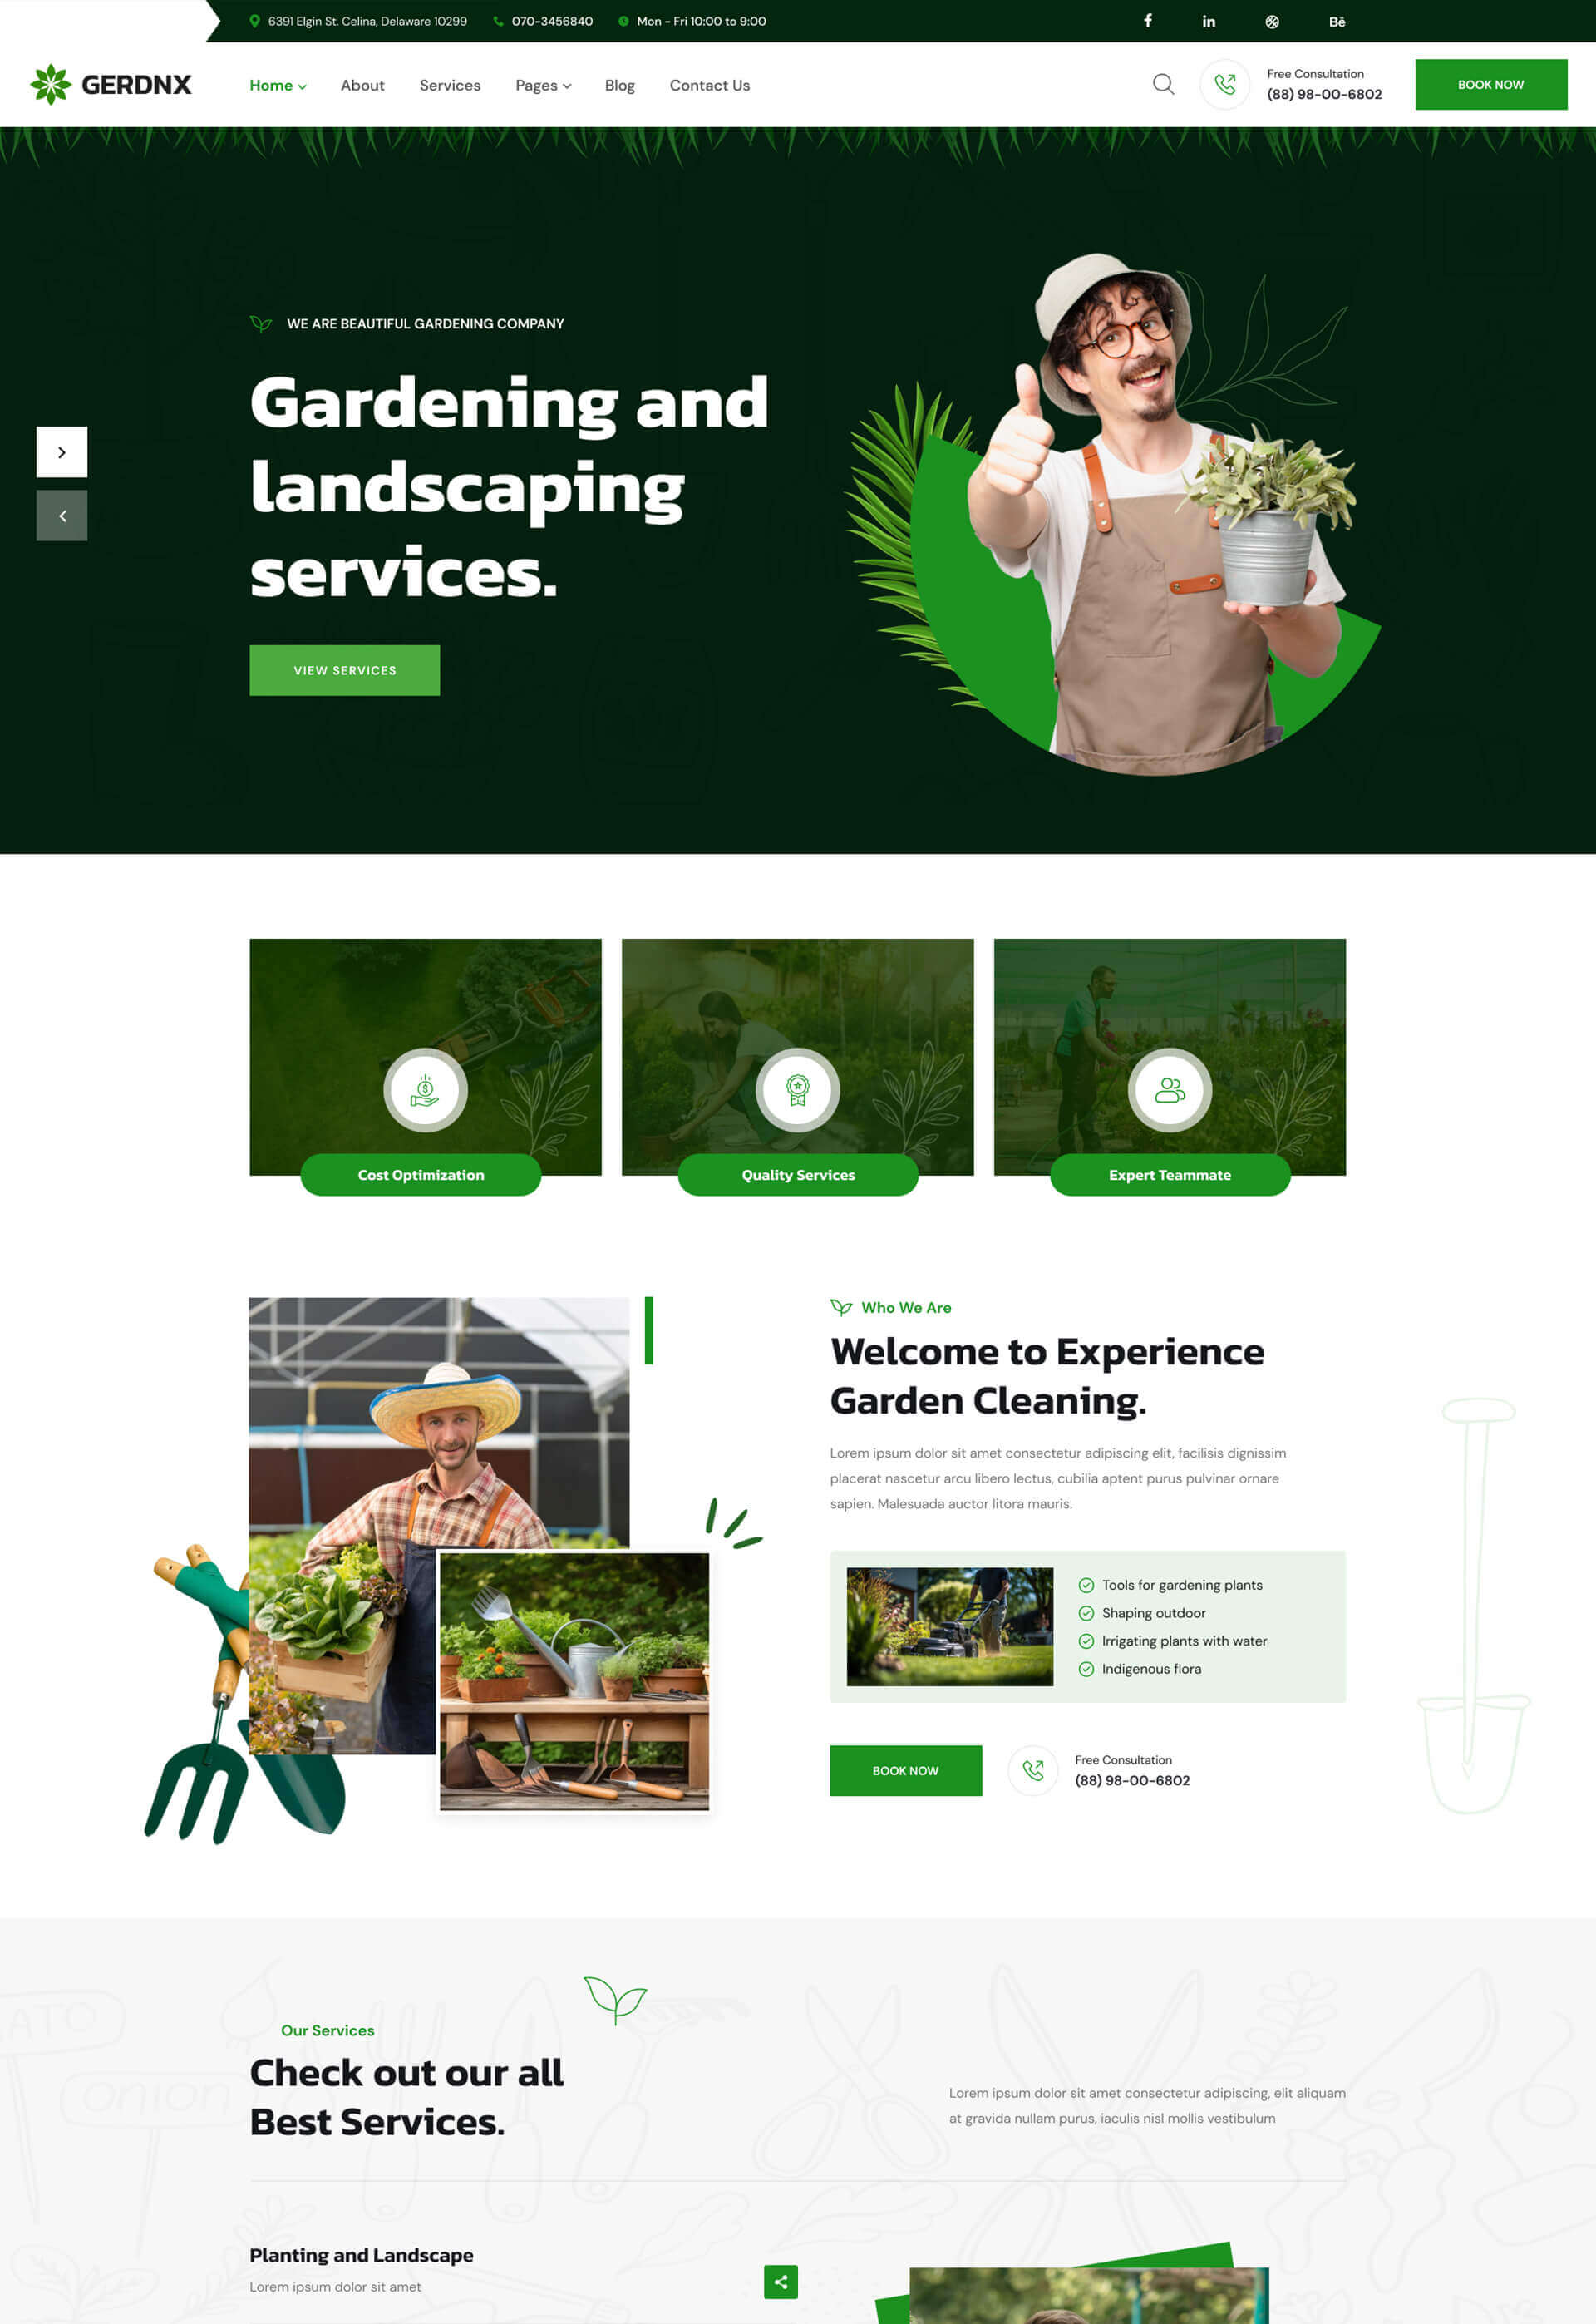 6391 Elgin St. Celina, Delaware 10299
070-3456840
Mon - Fri 10:00 to 9:00
f
in
Bē
GERDNX
Home
About
Services
Pages
Blog
Contact Us
Free Consultation
(88) 98-00-6802
BOOK NOW
WE ARE BEAUTIFUL GARDENING COMPANY
Gardening and
landscaping
services.
VIEW SERVICES
Cost Optimization
Quality Services
Expert Teammate
Who We Are
Welcome to Experience
Garden Cleaning.
Lorem ipsum dolor sit amet consectetur adipiscing elit, facilisis dignissim
placerat nascetur arcu libero lectus, cubilia aptent purus pulvinar ornare
sapien. Malesuada auctor litora mauris.
Tools for gardening plants
Shaping outdoor
Irrigating plants with water
Indigenous flora
BOOK NOW
Free Consultation
(88) 98-00-6802
ATO
onion
Our Services
Check out our all
Best Services.
Lorem ipsum dolor sit amet consectetur adipiscing, elit aliquam
at gravida nullam purus, iaculis nisl mollis vestibulum
Planting and Landscape
Lorem ipsum dolor sit amet